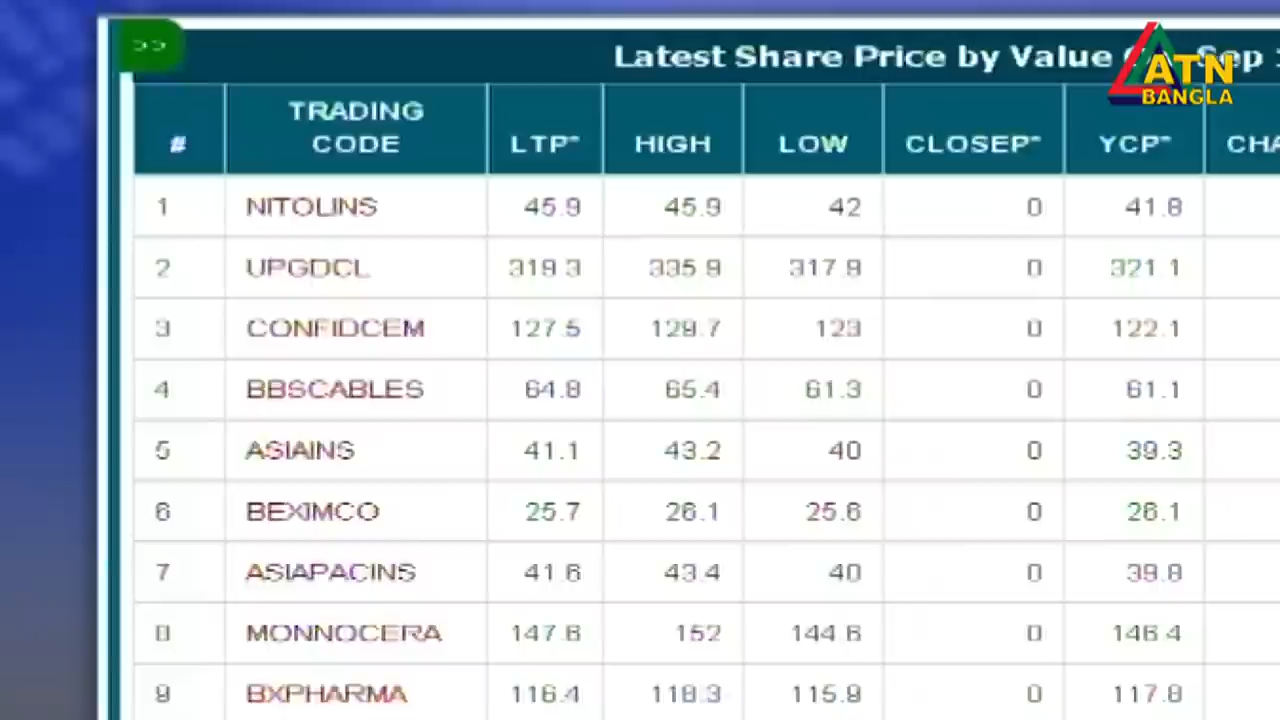 >>
Latest Share Price by Value On Sep
# TRADING CODE LTP* HIGH LOW CLOSEP* YCP* CHA
1 NITOLINS 45.9 45.9 42 0 41.8
2 UPGDCL 319.3 335.9 317.9 0 321.1
3 CONFIDCEM 127.5 129.7 123 0 122.1
4 BBSCABLES 64.8 65.4 61.3 0 61.1
5 ASIAINS 41.1 43.2 40 0 39.3
6 BEXIMCO 25.7 26.1 25.6 0 26.1
7 ASIAPACINS 41.6 43.4 40 0 39.8
8 MONNOCERA 147.6 152 144.6 0 146.4
9 BXPHARMA 116.4 118.3 115.9 0 117.8
ATN
BANGLA